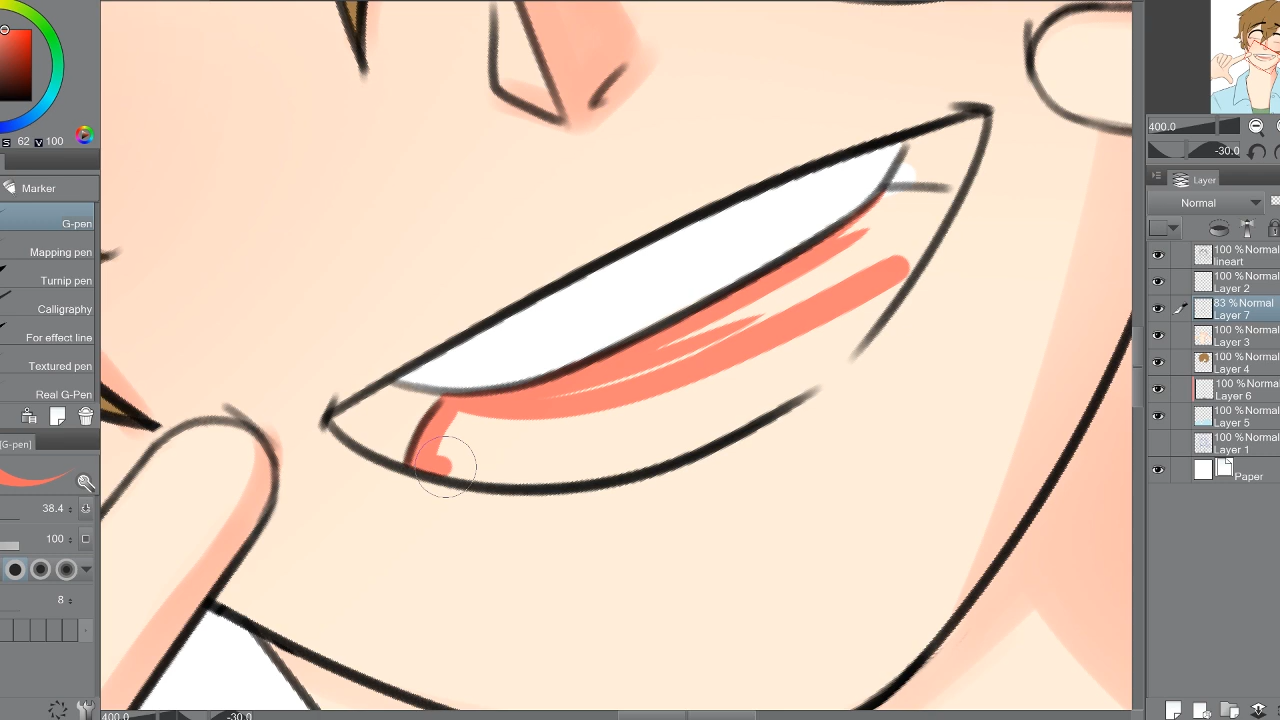 S 62 V 100
Marker
G-pen
Mapping pen
Turnip pen
Calligraphy
For effect line
Textured pen
Real G-Pen
[G-pen]
38.4
100
8
400.0
-30.0
400.0
-30.0
Layer
Normal
100 %Normal
lineart
100 %Normal
Layer 2
83 %Normal
Layer 7
100 %Normal
Layer 3
100 %Normal
Layer 4
100 %Norma
Layer 6
100 %Normal
Layer 5
100 %Normal
Layer 1
Paper